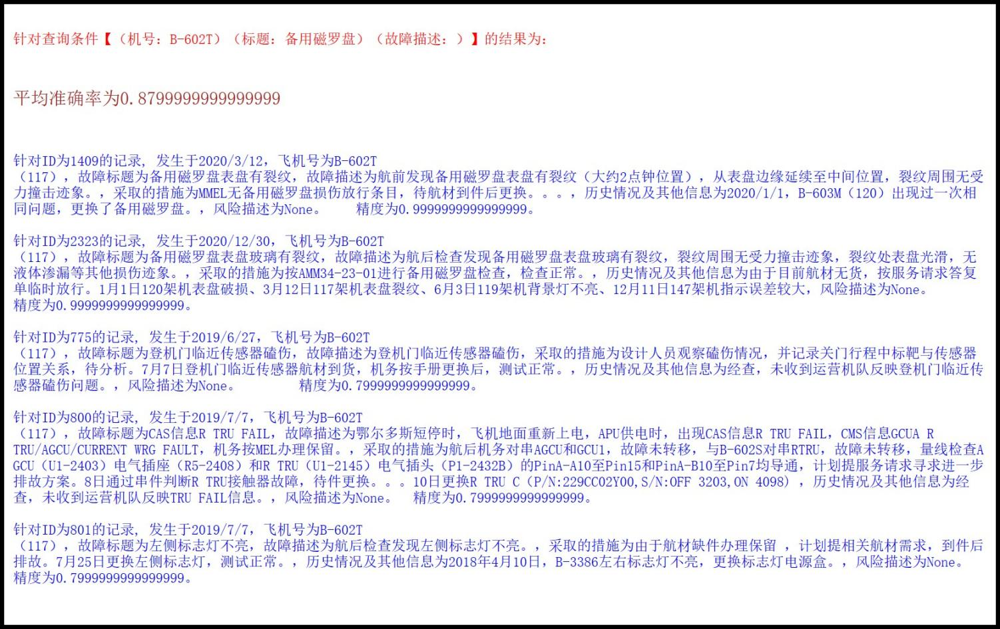 针对查询条件【（机号：B-602T）（标题：备用磁罗盘）（故障描述：）】的结果为：
平均准确率为0.8799999999999999
针对ID为1409的记录, 发生于2020/3/12，飞机号为B-602T
（117），故障标题为备用磁罗盘表盘有裂纹，故障描述为航前发现备用磁罗盘表盘有裂纹（大约2点钟位置），从表盘边缘延续至中间位置，裂纹周围无受
力撞击迹象。，采取的措施为MMEL无备用磁罗盘损伤放行条目，待航材到件后更换。。。，历史情况及其他信息为2020/1/1，B-603M（120）出现过一次相
同问题，更换了备用磁罗盘。，风险描述为None。 精度为0.9999999999999999。
针对ID为2323的记录, 发生于2020/12/30，飞机号为B-602T
（117），故障标题为备用磁罗盘表盘玻璃有裂纹，故障描述为航后检查发现备用磁罗盘表盘玻璃有裂纹，裂纹周围无受力撞击迹象，裂纹处表盘光滑，无
液体渗漏等其他损伤迹象。，采取的措施为按AMM34-23-01进行备用磁罗盘检查，检查正常。，历史情况及其他信息为由于目前航材无货，按服务请求答复
单临时放行。1月1日120架机表盘破损、3月12日117架机表盘裂纹、6月3日119架机背景灯不亮、12月11日147架机指示误差较大，风险描述为None。
精度为0.9999999999999999。
针对ID为775的记录, 发生于2019/6/27，飞机号为B-602T
（117），故障标题为登机门临近传感器磕伤，故障描述为登机门临近传感器磕伤，采取的措施为设计人员观察磕伤情况，并记录关门行程中标靶与传感器
位置关系，待分析。7月7日登机门临近传感器航材到货，机务按手册更换后，测试正常。，历史情况及其他信息为经查，未收到运营机队反映登机门临近传
感器磕伤问题。，风险描述为None。 精度为0.7999999999999999。
针对ID为800的记录, 发生于2019/7/7，飞机号为B-602T
（117），故障标题为CAS信息R TRU FAIL，故障描述为鄂尔多斯短停时，飞机地面重新上电，APU供电时，出现CAS信息R TRU FAIL，CMS信息GCUA R
TRU/AGCU/CURRENT WRG FAULT，机务按MEL办理保留。，采取的措施为航后机务对串AGCU和GCU1，故障未转移，与B-602S对串RTRU，故障未转移，量线检查A
GCU（U1-2403）电气插座（R5-2408）和R TRU（U1-2145）电气插头（P1-2432B）的PinA-A10至Pin15和PinA-B10至Pin7均导通，计划提服务请求寻求进一步
排故方案。8日通过串件判断R TRU接触器故障，待件更换。。。10日更换R TRU C（P/N:229CC02Y00,S/N:OFF 3203,ON 4098），历史情况及其他信息为经
查，未收到运营机队反映TRU FAIL信息。，风险描述为None。 精度为0.7999999999999999。
针对ID为801的记录, 发生于2019/7/7，飞机号为B-602T
（117），故障标题为左侧标志灯不亮，故障描述为航后检查发现左侧标志灯不亮。，采取的措施为由于航材缺件办理保留 ，计划提相关航材需求，到件后
排故。7月25日更换左侧标志灯，测试正常。，历史情况及其他信息为2018年4月10日，B-3386左右标志灯不亮，更换标志灯电源盒。，风险描述为None。
精度为0.7999999999999999。